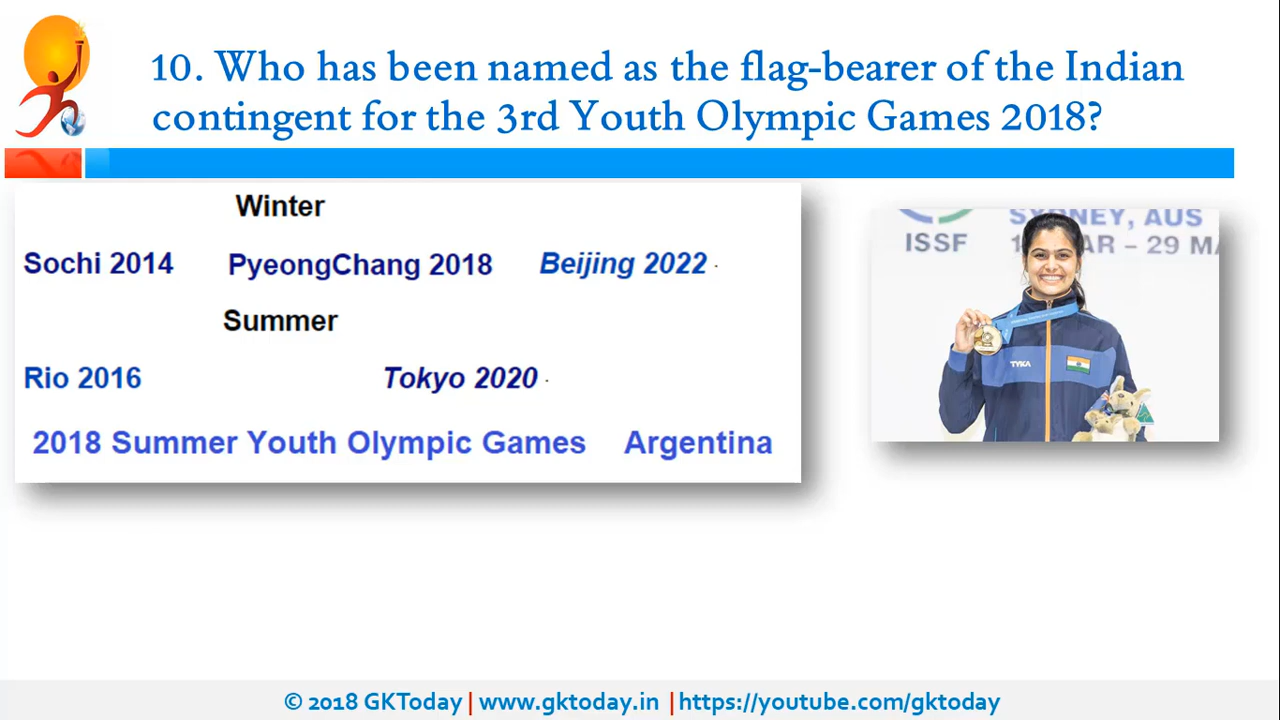 10. Who has been named as the flag-bearer of the Indian
contingent for the 3rd Youth Olympic Games 2018?
Winter
Sochi 2014 PyeongChang 2018 Beijing 2022
Summer
Rio 2016 Tokyo 2020
2018 Summer Youth Olympic Games Argentina
SYDNEY, AUS
ISSF
29 MA
TYKA
© 2018 GKToday | www.gktoday.in | https://youtube.com/gktoday